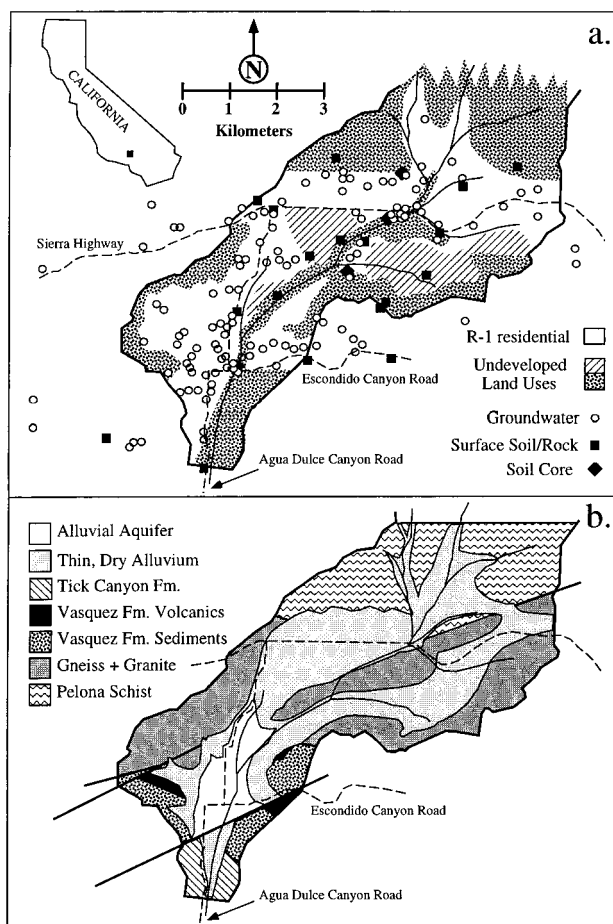 a.
CALIFORNIA
N
0 1 2 3
Kilometers
Sierra Highway
R-1 residential
Undeveloped
Land Uses
Escondido Canyon Road
Groundwater
Surface Soil/Rock
Soil Core
Agua Dulce Canyon Road
b.
Alluvial Aquifer
Thin, Dry Alluvium
Tick Canyon Fm.
Vasquez Fm. Volcanics
Vasquez Fm. Sediments
Gneiss + Granite
Pelona Schist
Escondido Canyon Road
Agua Dulce Canyon Road